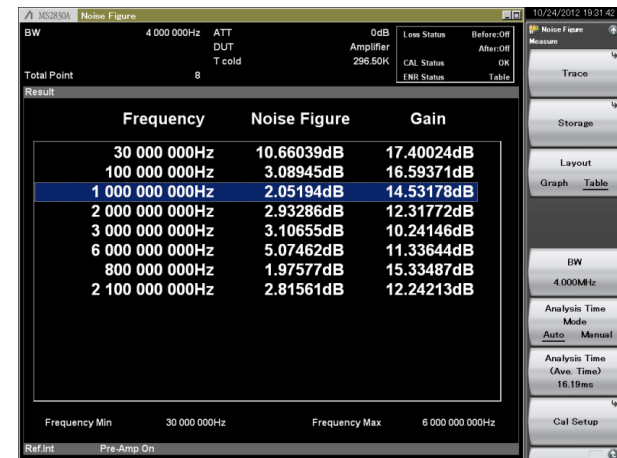 MS2830A Noise Figure
10/24/2012 19:31:42
BW 4 000 000Hz ATT 0dB Loss Status Before:Off
DUT Amplifier After:Off
T cold 296.50K CAL Status OK
Total Point 8 ENR Status Table
Result
Frequency Noise Figure Gain
30 000 000Hz 10.66039dB 17.40024dB
100 000 000Hz 3.08945dB 16.59371dB
1 000 000 000Hz 2.05194dB 14.53178dB
2 000 000 000Hz 2.93286dB 12.31772dB
3 000 000 000Hz 3.10655dB 10.24146dB
6 000 000 000Hz 5.07462dB 11.33644dB
800 000 000Hz 1.97577dB 15.33487dB
2 100 000 000Hz 2.81561dB 12.24213dB
Frequency Min 30 000 000Hz Frequency Max 6 000 000 000Hz
Ref.Int Pre-Amp On
Noise Figure
Measure
Trace
Storage
Layout
Graph Table
BW
4.000MHz
Analysis Time
Mode
Auto Manual
Analysis Time
(Ave. Time)
16.19ms
Cal Setup